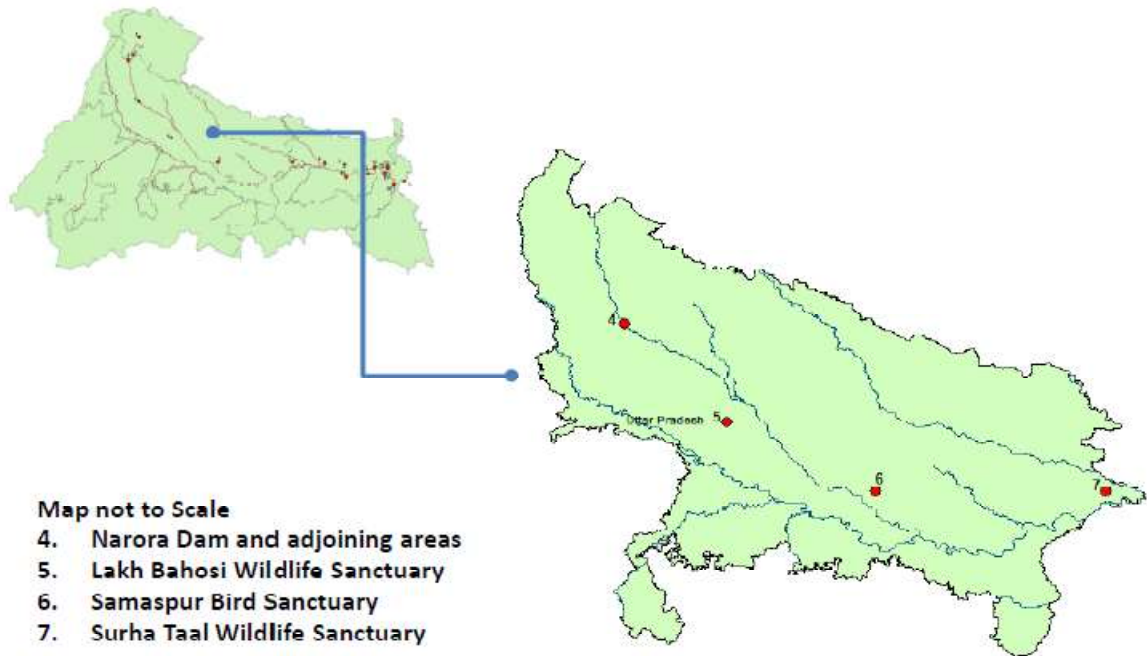 4
5
Uttar Pradesh
6
7
Map not to Scale
4. Narora Dam and adjoining areas
5. Lakh Bahosi Wildlife Sanctuary
6. Samaspur Bird Sanctuary
7. Surha Taal Wildlife Sanctuary